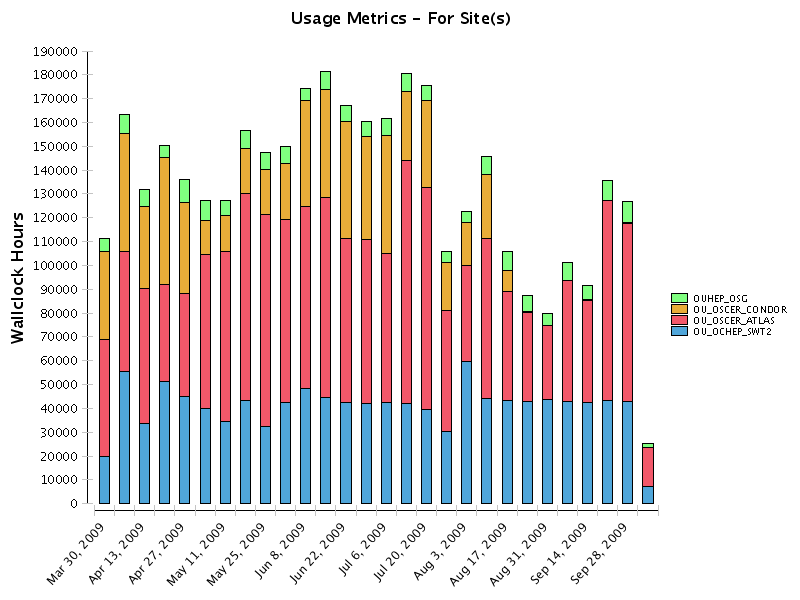 Usage Metrics - For Site(s)
Wallclock Hours
190000
180000
170000
160000
150000
140000
130000
120000
110000
100000
90000
80000
70000
60000
50000
40000
30000
20000
10000
0
Mar 30, 2009
Apr 13, 2009
Apr 27, 2009
May 11, 2009
May 25, 2009
Jun 8, 2009
Jun 22, 2009
Jul 6, 2009
Jul 20, 2009
Aug 3, 2009
Aug 17, 2009
Aug 31, 2009
Sep 14, 2009
Sep 28, 2009
OUHEP_OSG
OU_OSCER_CONDOR
OU_OSCER_ATLAS
OU_OCHEP_SWT2